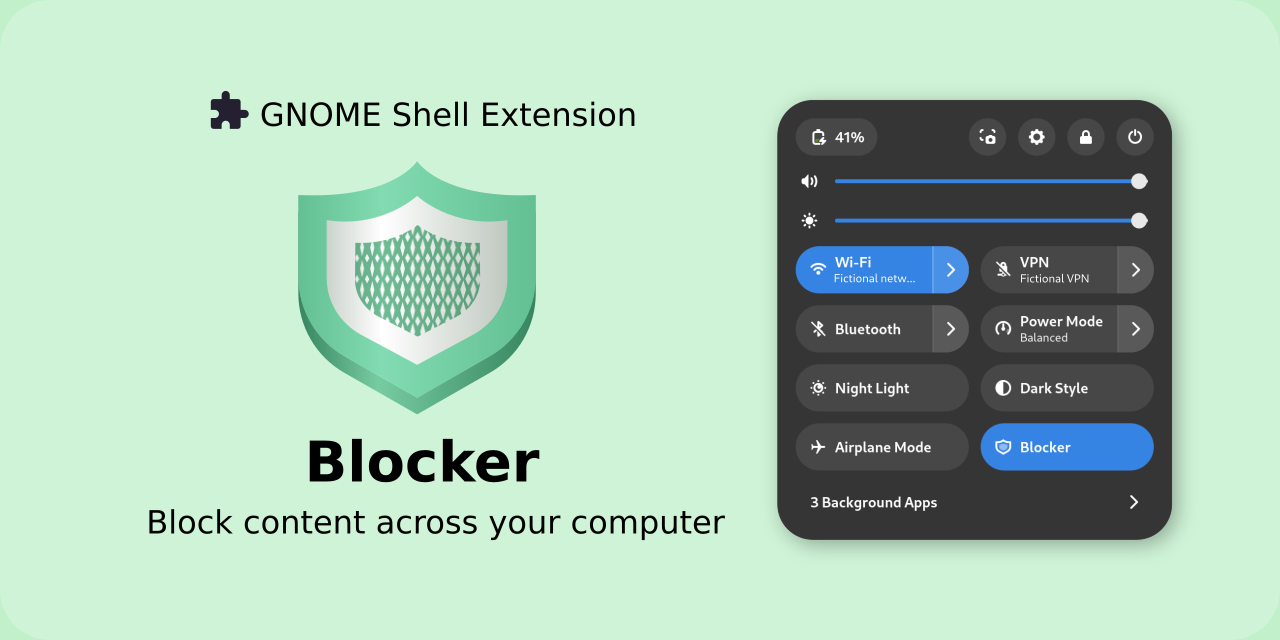 GNOME Shell Extension
Blocker
Block content across your computer
41%
Wi-Fi
Fictional netw...
VPN
Fictional VPN
Bluetooth
Power Mode
Balanced
Night Light
Dark Style
Airplane Mode
Blocker
3 Background Apps